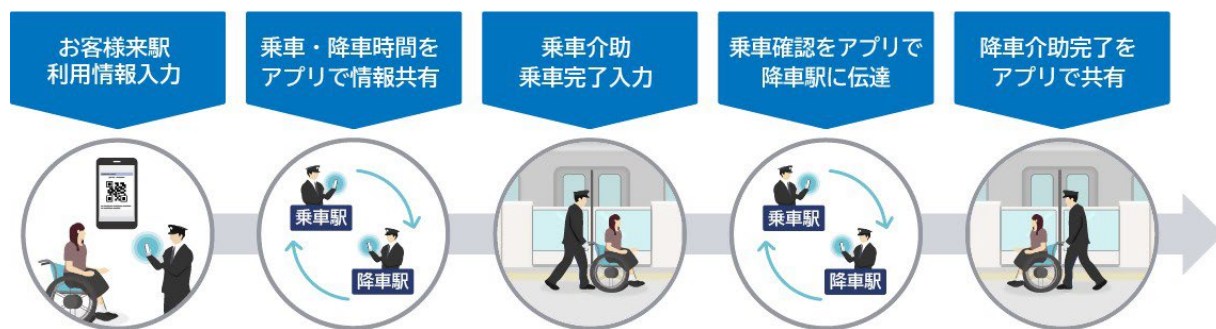 お客様来駅
利用情報入力
乗車・降車時間を
アプリで情報共有
乗車介助
乗車完了入力
乗車確認をアプリで
降車駅に伝達
降車介助完了を
アプリで共有
乗車駅
降車駅
乗車駅
降車駅